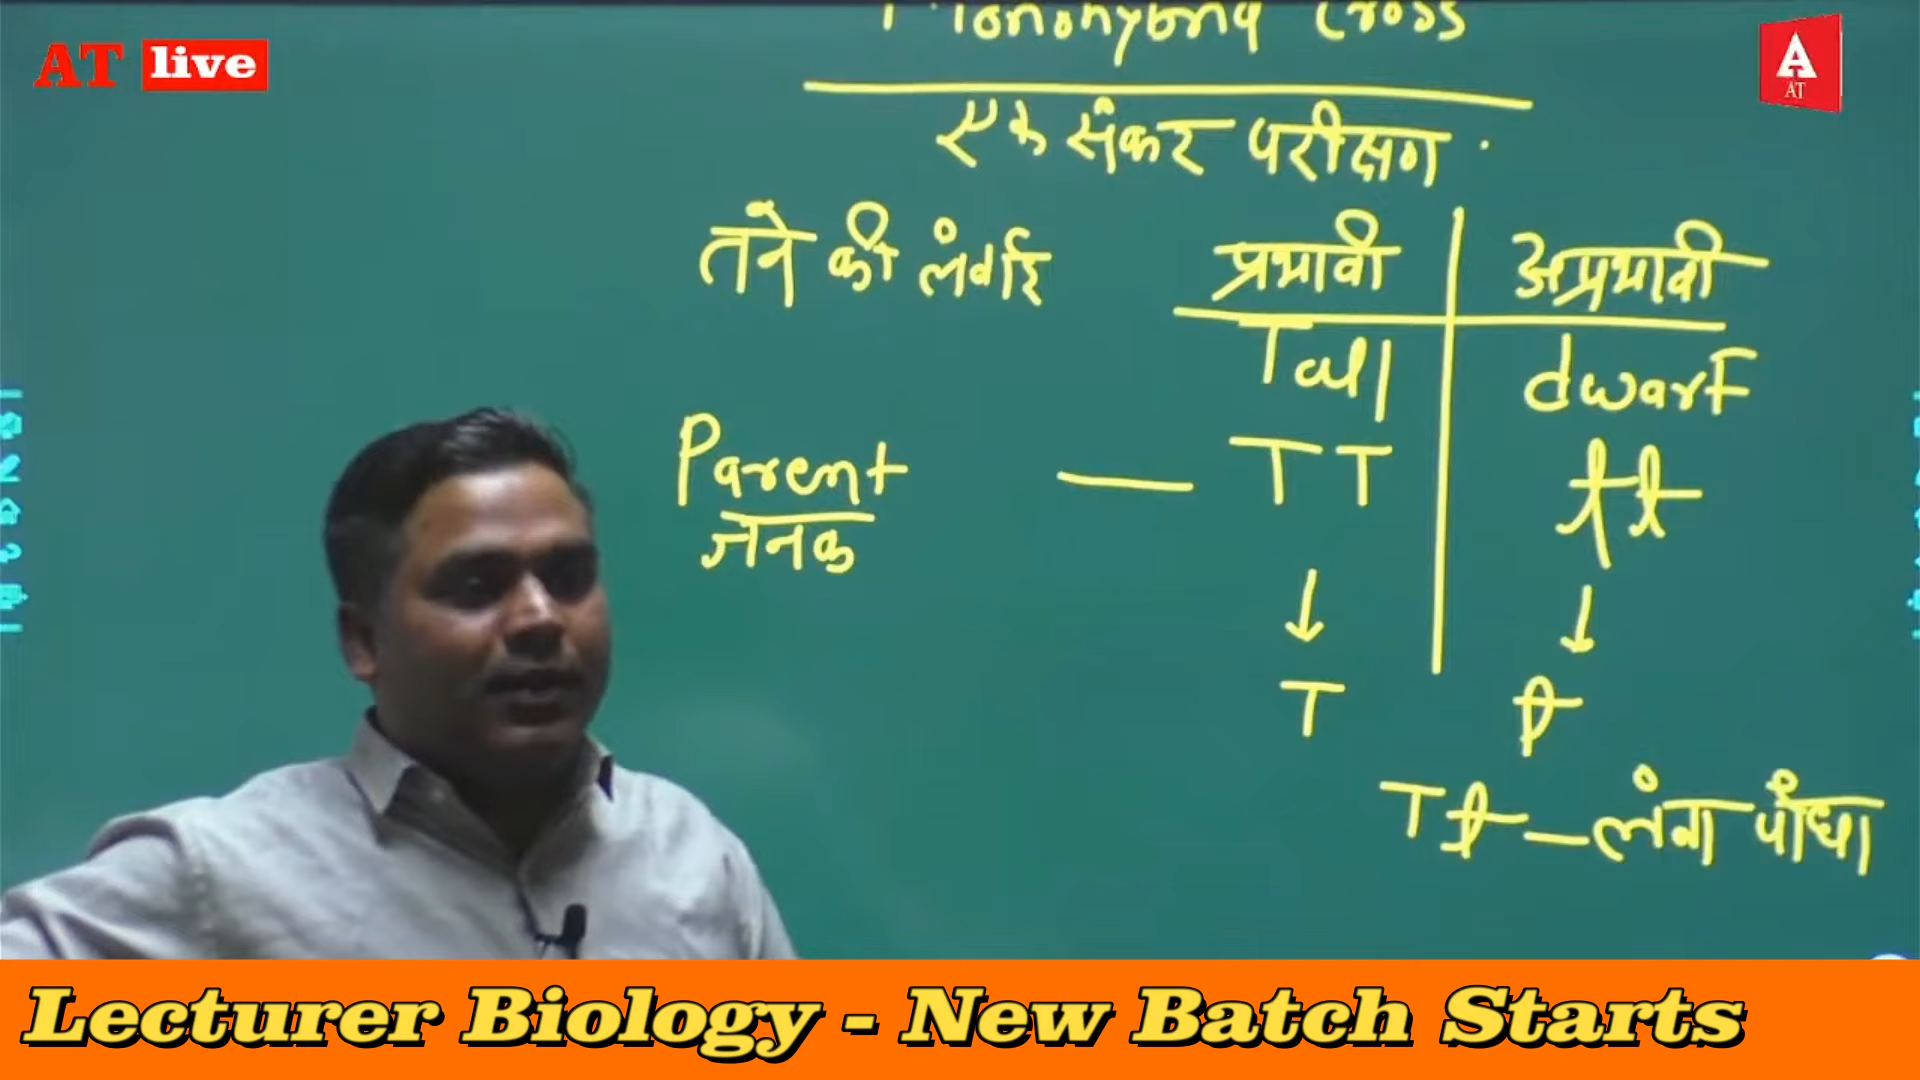 AT live
A
AT
Monohybrid Cross
एक संकर परीक्षण
तने की लंबाई
प्रभावी
अप्रभावी
Tall
dwarf
Parent
जनक
— TT
tt
↓
↓
T
t
Tt — लंबा पौधा
Lecturer Biology - New Batch Starts